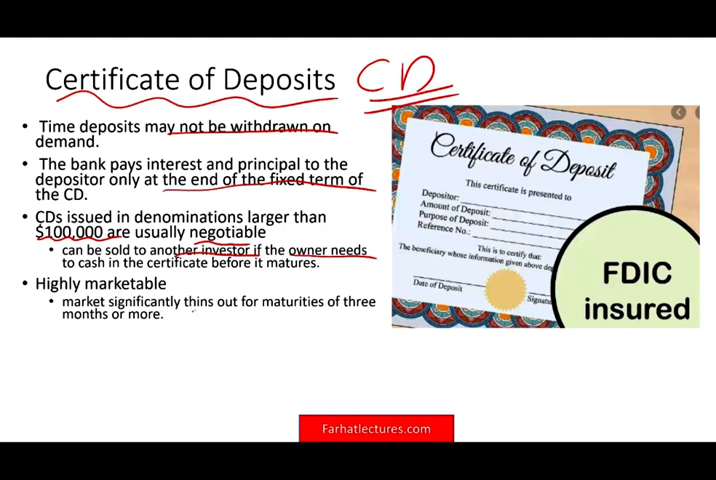 Certificate of Deposits CD
• Time deposits may not be withdrawn on
demand.
• The bank pays interest and principal to the
depositor only at the end of the fixed term of
the CD.
• CDs issued in denominations larger than
$100,000 are usually negotiable
• can be sold to another investor if the owner needs
to cash in the certificate before it matures.
• Highly marketable
• market significantly thins out for maturities of three
months or more.
Certificate of Deposit
This certificate is presented to
Depositor:
Amount of Deposit:
Purpose of Deposit:
Reference No.:
This is to certify that:
The beneficiary whose information given above
Date of Deposit
FDIC
insured
Farhatlectures.com